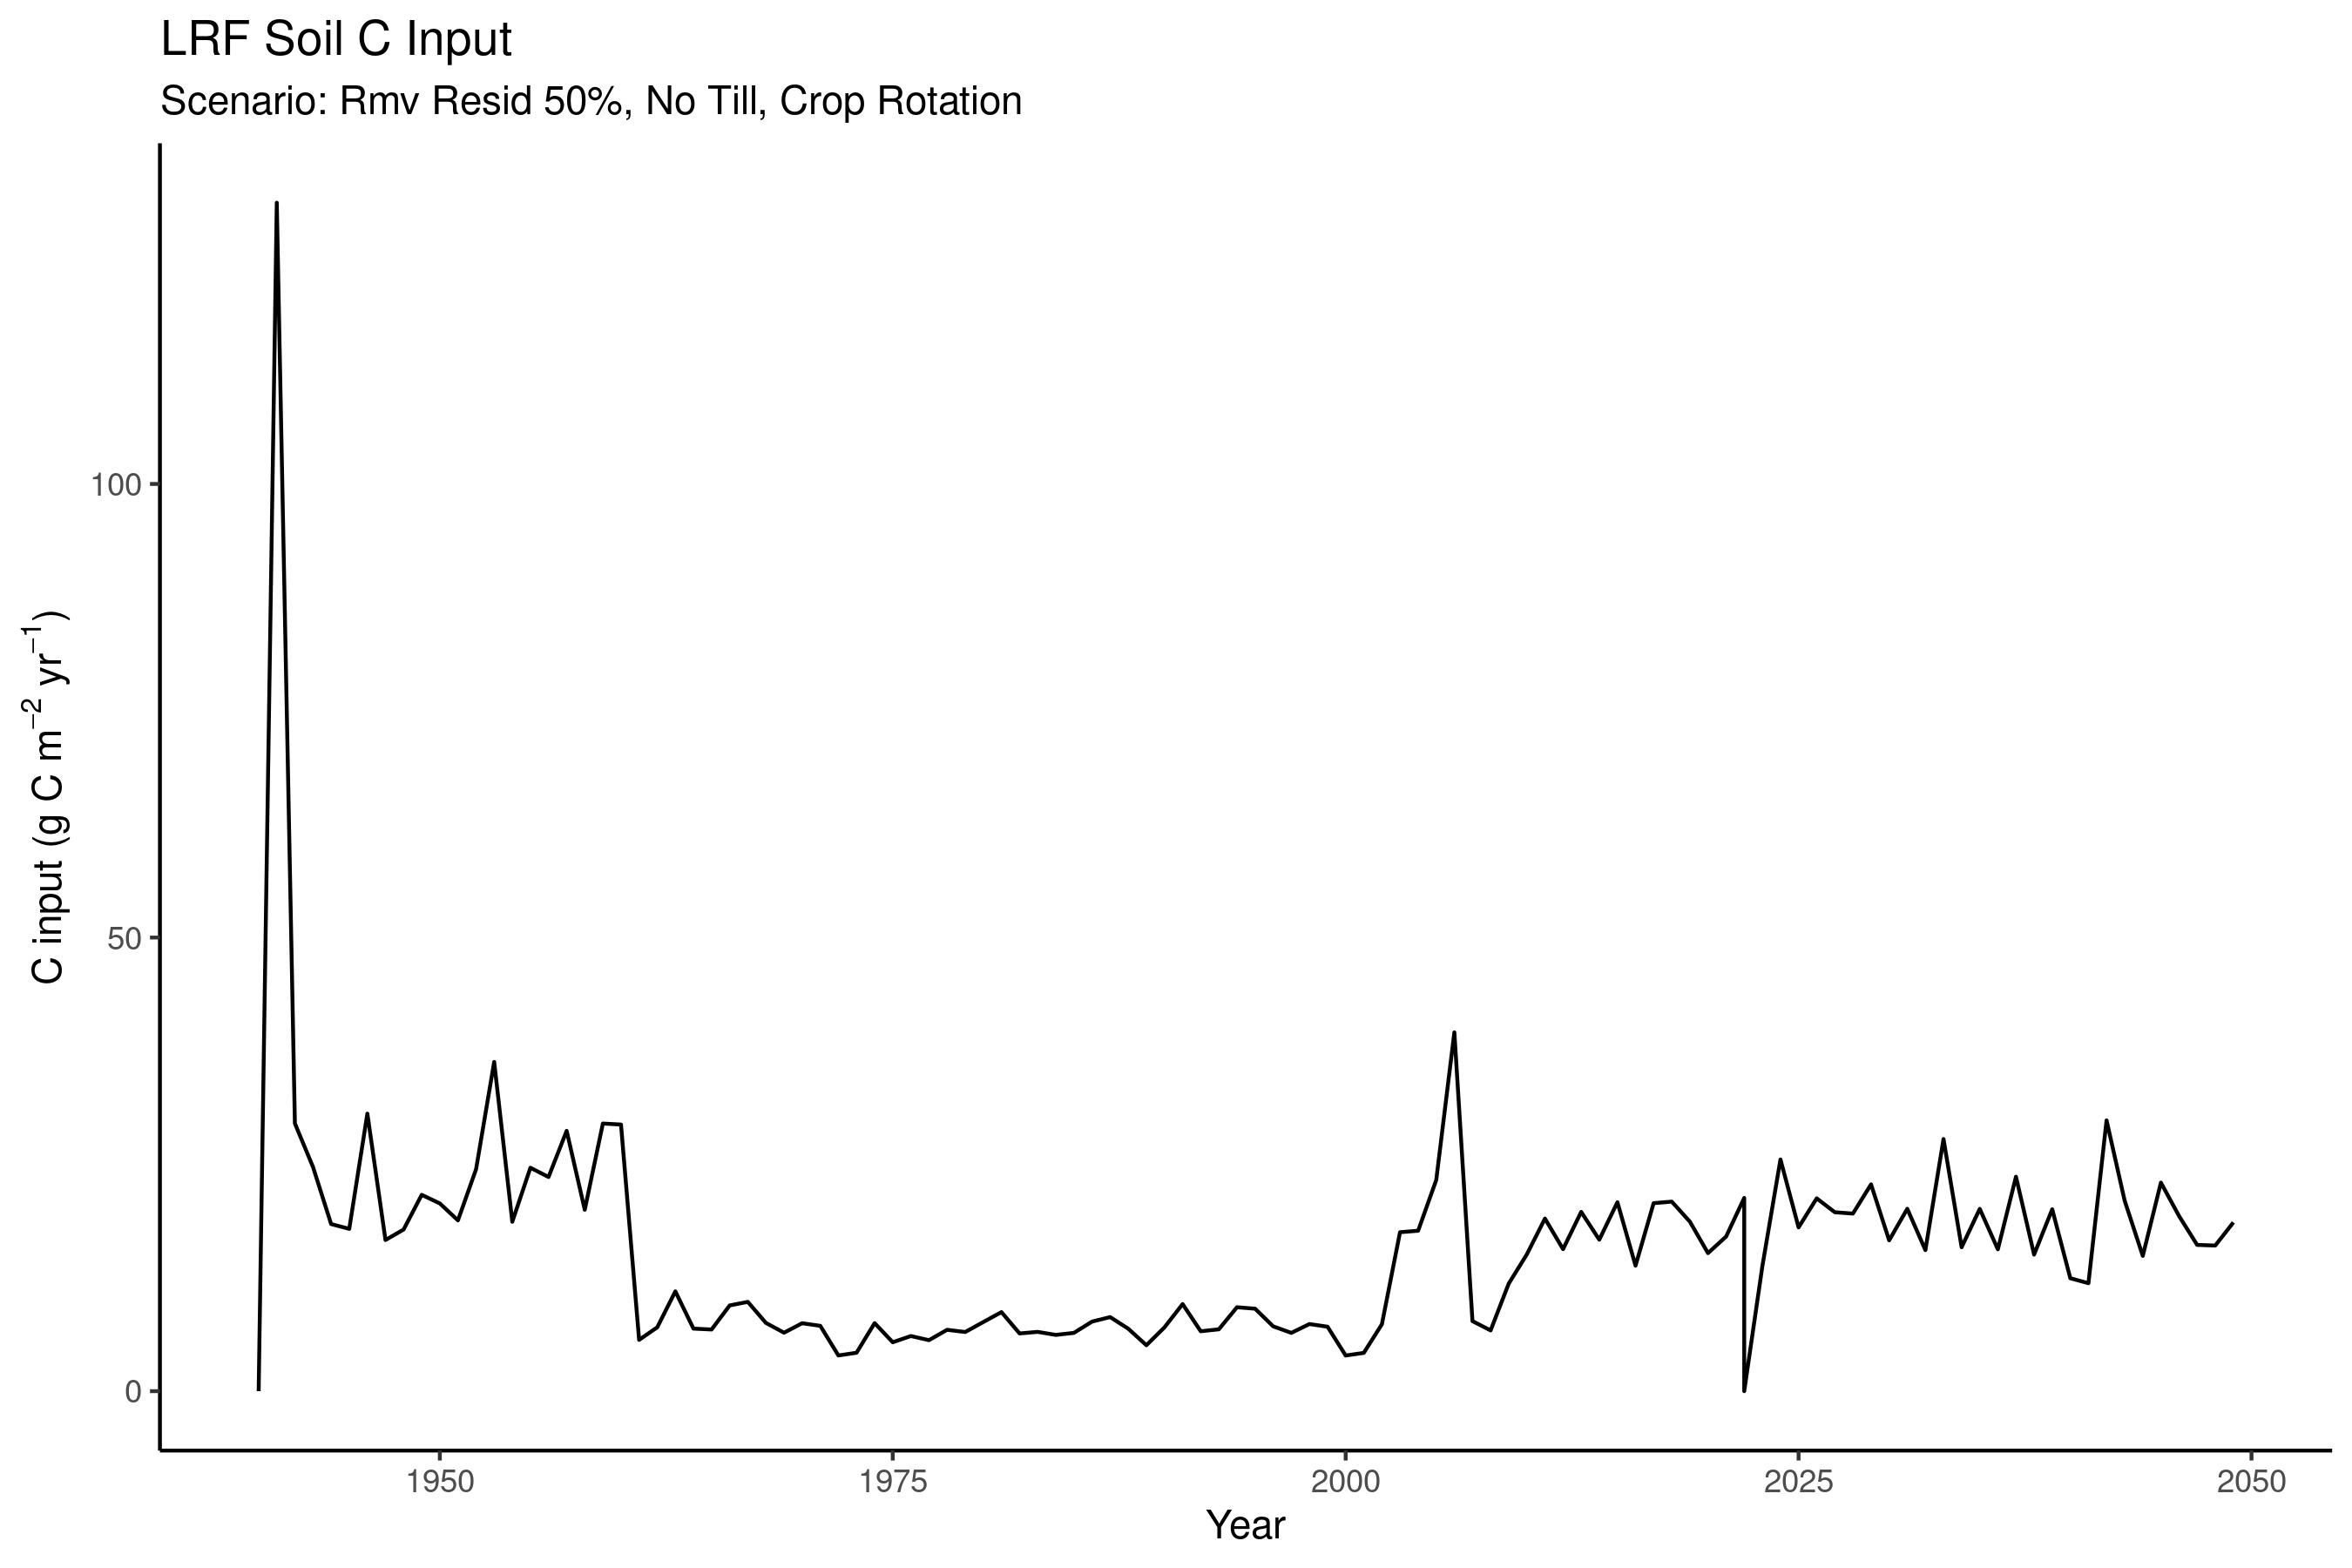 LRF Soil C Input
Scenario: Rmv Resid 50%, No Till, Crop Rotation
C input (g C m⁻² yr⁻¹)
100
50
0
1950 1975 2000 2025 2050
Year